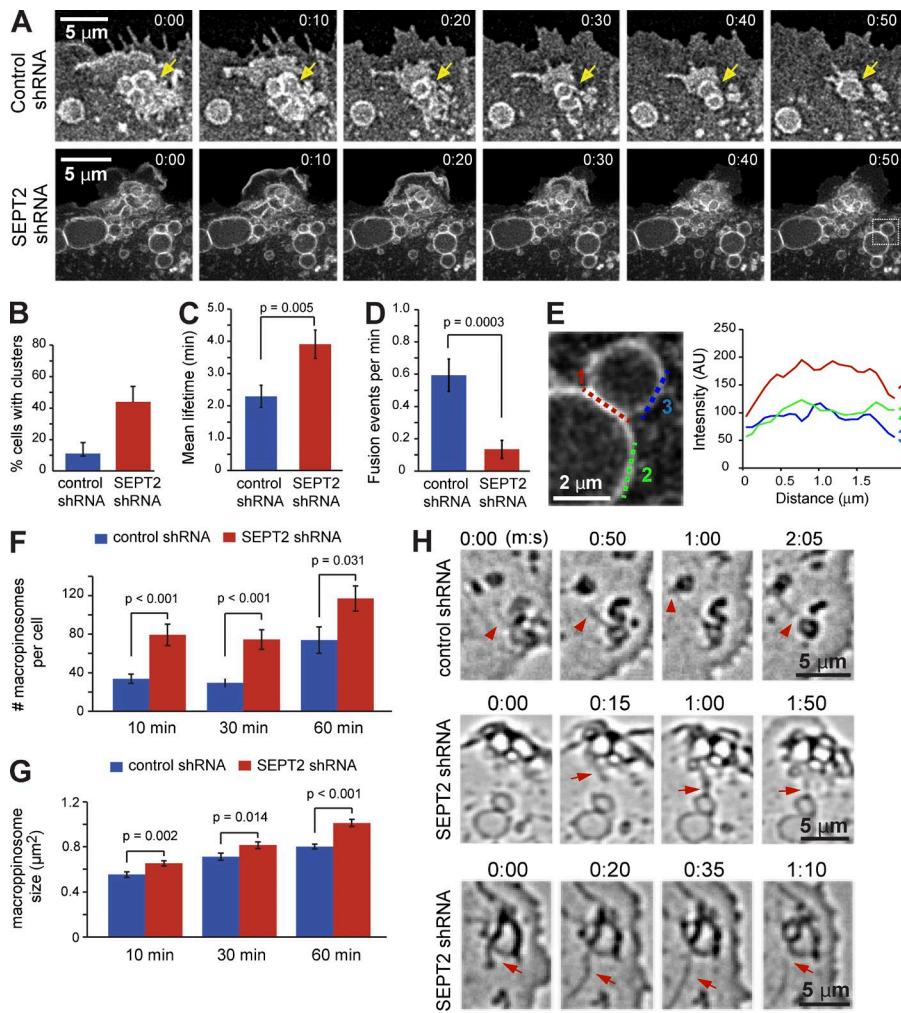 A
Control shRNA
5 µm
0:00
0:10
0:20
0:30
0:40
0:50
SEPT2 shRNA
5 µm
0:00
0:10
0:20
0:30
0:40
0:50
B
% cells with clusters
80
60
40
20
0
control shRNA
SEPT2 shRNA
C
Mean lifetime (min)
5.0
4.0
3.0
2.0
1.0
0
p = 0.005
control shRNA
SEPT2 shRNA
D
Fusion events per min
1
0.8
0.6
0.4
0.2
0
p = 0.0003
control shRNA
SEPT2 shRNA
E
1
3
2
2 µm
Intesnsity (AU)
250
200
150
100
50
0
1
2
3
0 0.5 1.0 1.5
Distance (µm)
F
control shRNA SEPT2 shRNA
# macropinosomes per cell
120
80
40
0
p < 0.001
p < 0.001
p = 0.031
10 min 30 min 60 min
G
control shRNA SEPT2 shRNA
macroppinosome size (µm²)
1.2
1
0.8
0.6
0
p = 0.002
p = 0.014
p < 0.001
10 min 30 min 60 min
H
control shRNA
0:00 (m:s) 0:50 1:00 2:05
5 µm
SEPT2 shRNA
0:00 0:15 1:00 1:50
5 µm
SEPT2 shRNA
0:00 0:20 0:35 1:10
5 µm